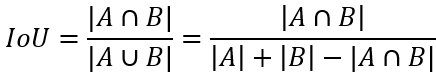 IoU = |A ∩ B| / |A ∪ B| = |A ∩ B| / (|A| + |B| − |A ∩ B|)